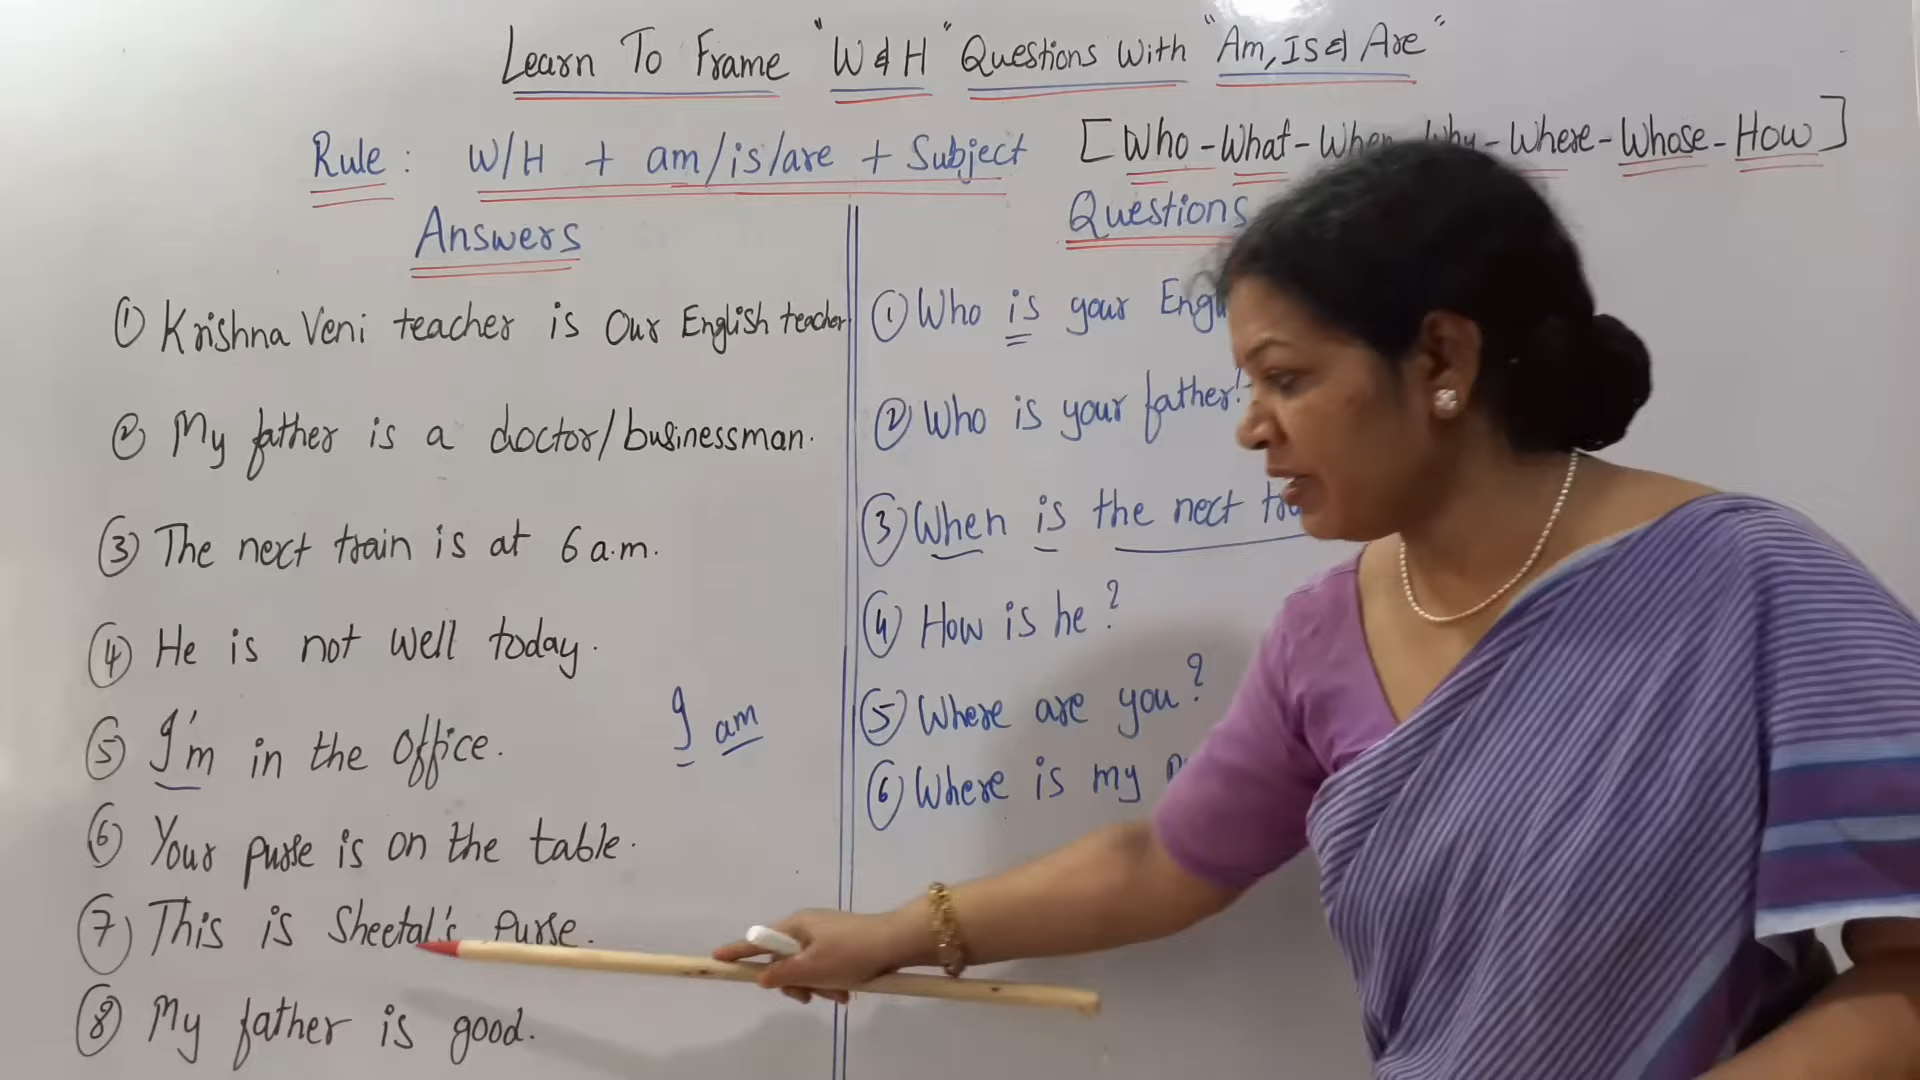 Learn To Frame "W & H" Questions With "Am, Is & Are"
Rule : W/H + am/is/are + Subject
[Who - What - When - Why - Where - Whose - How]
Answers
① Krishna Veni teacher is Our English teacher
② My father is a doctor/businessman.
③ The next train is at 6 a.m.
④ He is not well today.
⑤ I'm in the Office.
I am
⑥ Your purse is on the table.
⑦ This is Sheetal's Purse.
⑧ My father is good.
Questions
① Who is your
② Who is your father?
③ When is the next
④ How is he?
⑤ Where are you?
⑥ Where is my